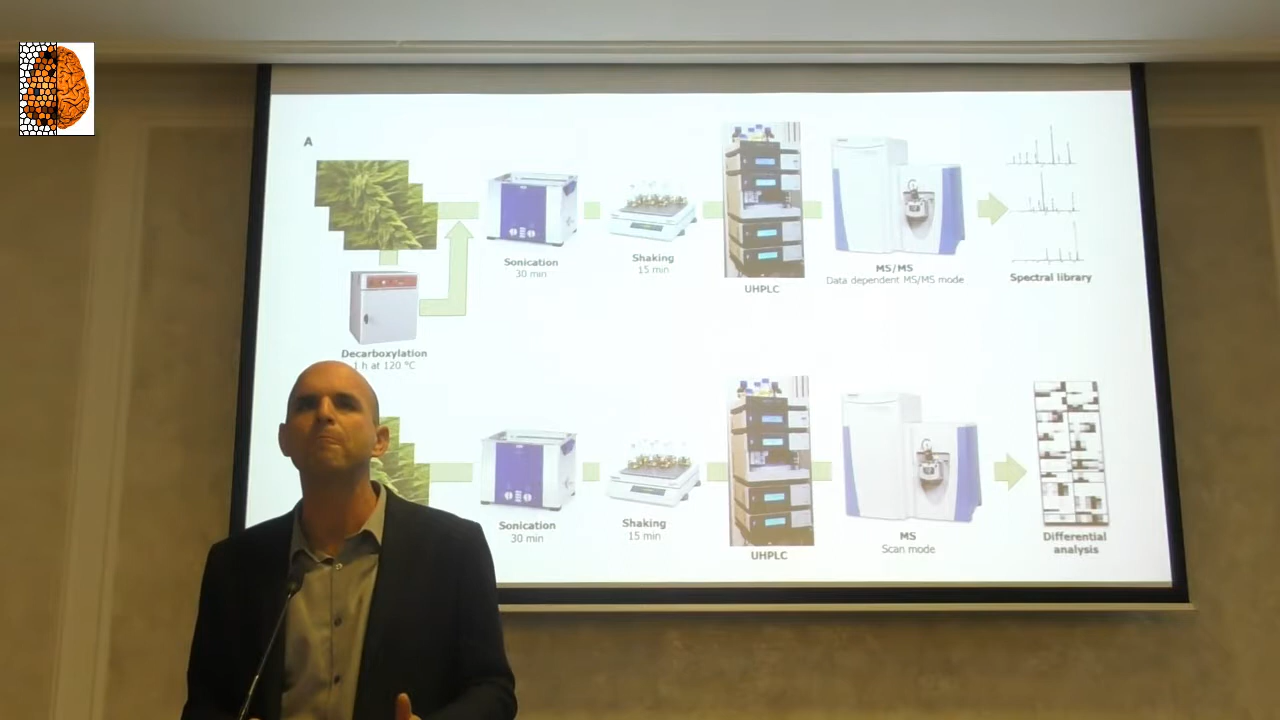 A
Sonication
30 min
Shaking
15 min
UHPLC
MS/MS
Data dependent MS/MS mode
Spectral library
Decarboxylation
1 h at 120 °C
Sonication
30 min
Shaking
15 min
UHPLC
MS
Scan mode
Differential
analysis